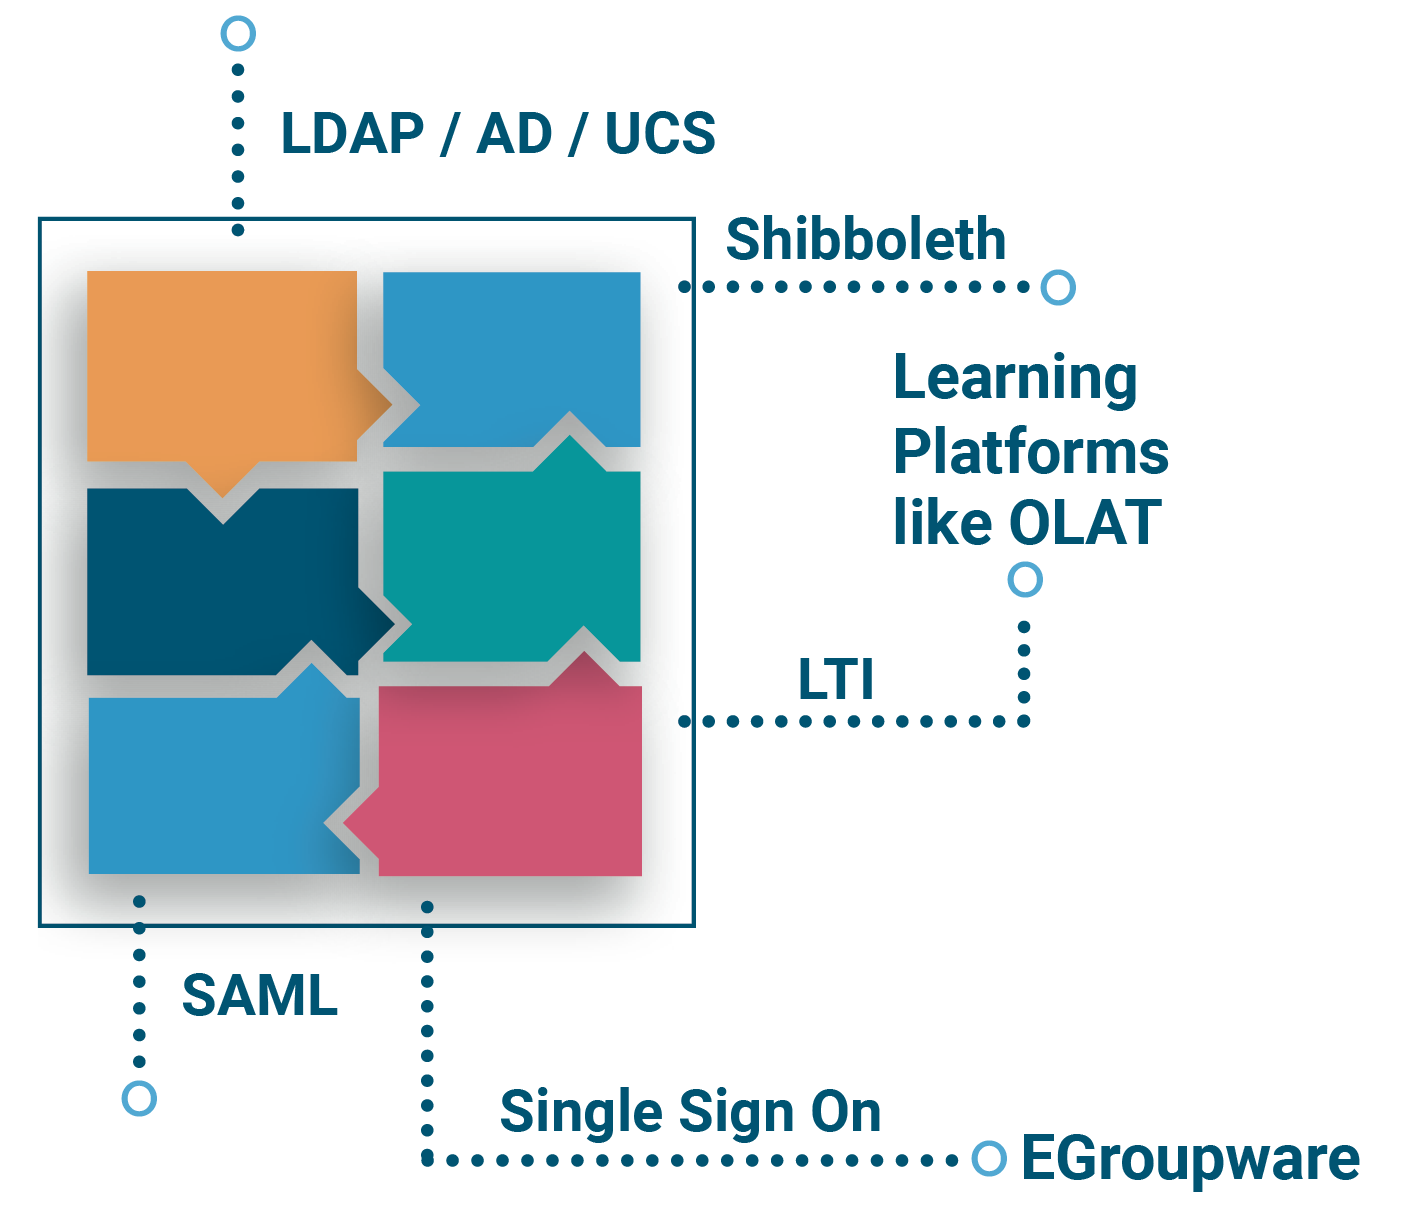 LDAP / AD / UCS
Shibboleth
Learning
Platforms
like OLAT
LTI
SAML
Single Sign On
EGroupware